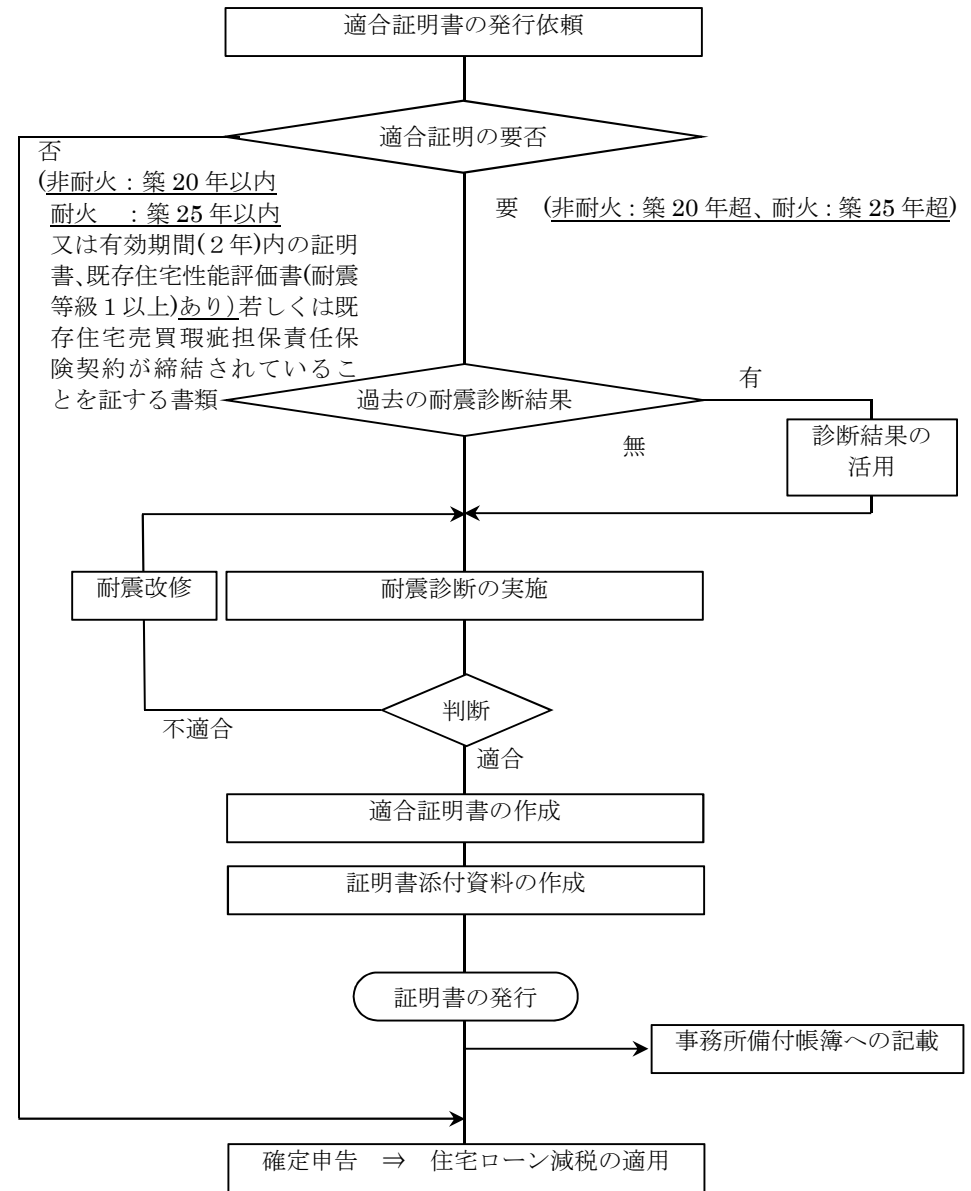 適合証明書の発行依頼
適合証明の要否
否
(非耐火：築 20 年以内
耐火　：築 25 年以内
又は有効期間(２年)内の証明
書、既存住宅性能評価書(耐震
等級１以上)あり）若しくは既
存住宅売買瑕疵担保責任保
険契約が締結されているこ
とを証する書類
要　(非耐火：築 20 年超、耐火：築 25 年超)
過去の耐震診断結果
有
無
診断結果の
活用
耐震改修
耐震診断の実施
判断
不適合
適合
適合証明書の作成
証明書添付資料の作成
証明書の発行
事務所備付帳簿への記載
確定申告　⇒　住宅ローン減税の適用